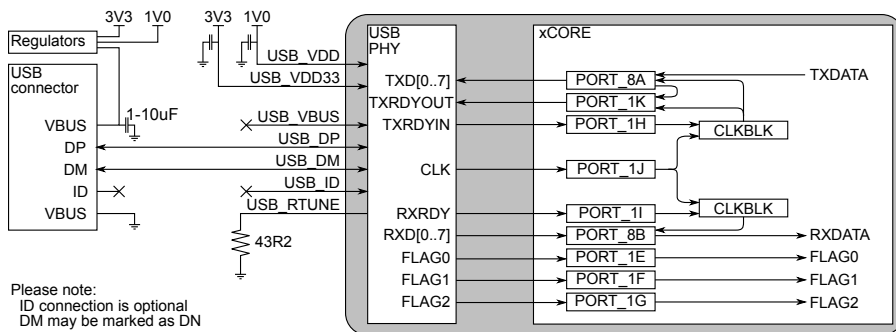 3V3 1V0
Regulators
USB
connector
1-10uF
VBUS
DP
DM
ID
VBUS
3V3 1V0
USB_VDD
USB_VDD33
USB_VBUS
USB_DP
USB_DM
USB_ID
USB_RTUNE
43R2
Please note:
ID connection is optional
DM may be marked as DN
USB
PHY
TXD[0..7]
TXRDYOUT
TXRDYIN
CLK
RXRDY
RXD[0..7]
FLAG0
FLAG1
FLAG2
xCORE
PORT_8A
PORT_1K
PORT_1H
PORT_1J
PORT_1I
PORT_8B
PORT_1E
PORT_1F
PORT_1G
CLKBLK
CLKBLK
TXDATA
RXDATA
FLAG0
FLAG1
FLAG2